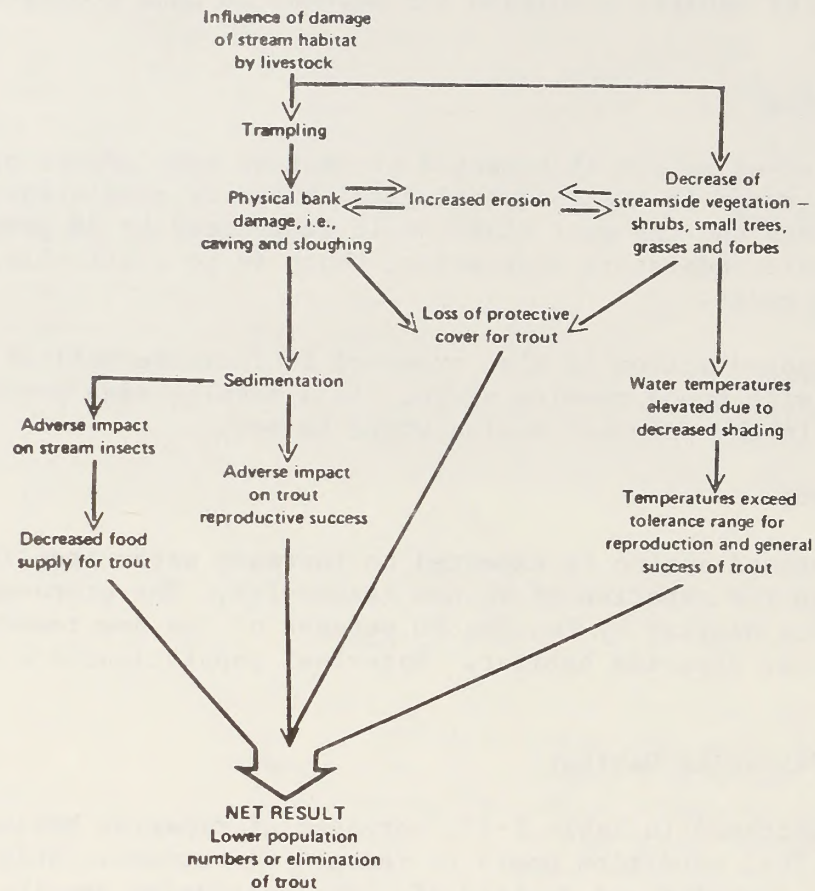 Influence of damage
of stream habitat
by livestock
Trampling
Physical bank
damage, i.e.,
caving and sloughing
Increased erosion
Decrease of
streamside vegetation –
shrubs, small trees,
grasses and forbes
Loss of protective
cover for trout
Sedimentation
Water temperatures
elevated due to
decreased shading
Adverse impact
on stream insects
Adverse impact
on trout
reproductive success
Temperatures exceed
tolerance range for
reproduction and general
success of trout
Decreased food
supply for trout
NET RESULT
Lower population
numbers or elimination
of trout